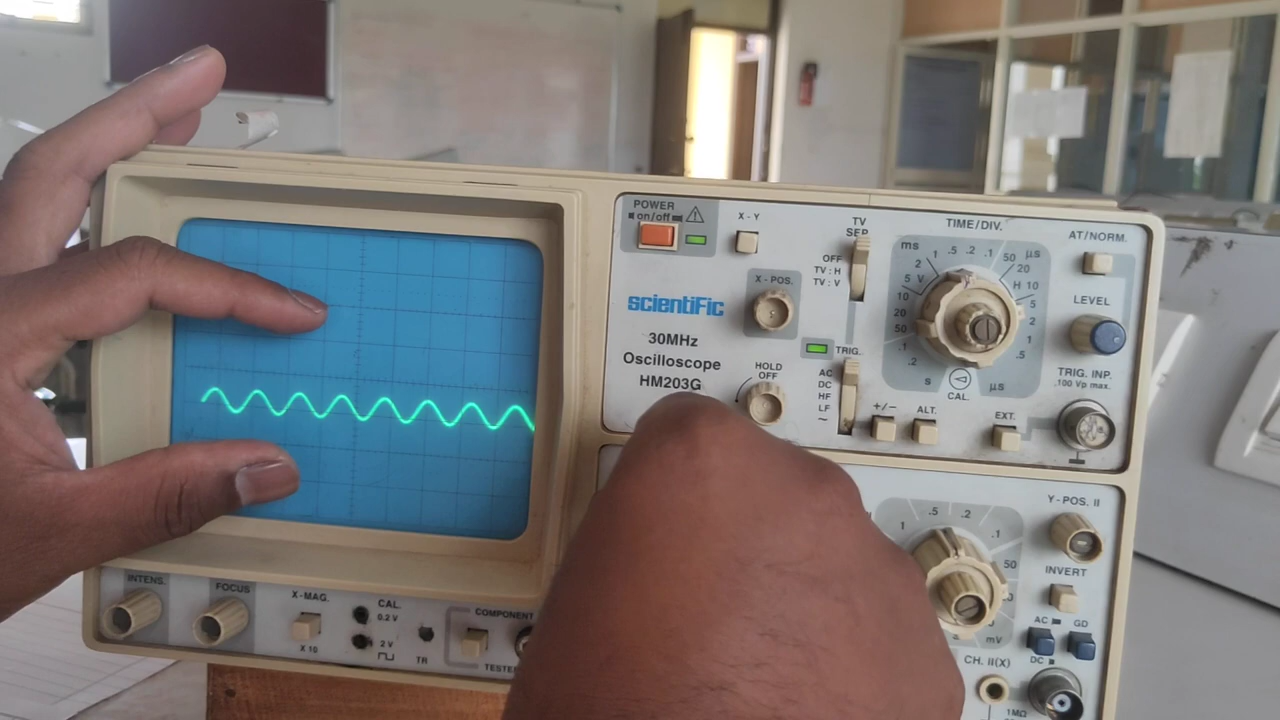 POWER
on/off
X - Y
TV
SEP.
OFF
TV : H
TV : V
TIME/DIV.
AT/NORM.
ms
1 .5 .2 .1 50 µs
2 20
5 V H 10
10 5
20 2
50 1
.1 .5
.2
s µs
CAL.
X - POS.
LEVEL
scientiFic
30MHz
Oscilloscope
HM203G
TRIG.
HOLD
OFF
AC
DC
HF
LF
~
+/-
ALT.
EXT.
TRIG. INP.
100 Vp max.
Y - POS. II
1 .5 .2 .1
50
mV
INVERT
AC GD
DC
CH. II(X)
1MΩ
INTENS.
FOCUS
X - MAG.
X 10
CAL.
0.2 V
2 V
TR
COMPONENT